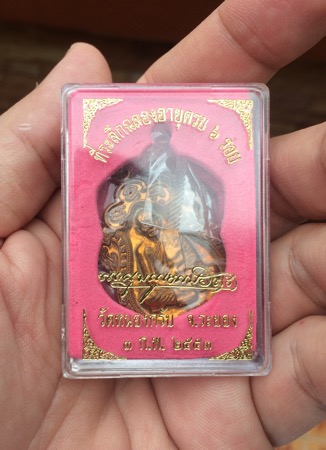 ที่ระลึกฉลองอายุครบ ๖ รอบ
วัดหนองกรับ จ.ระยอง
๓ ก.ค. ๒๕๕๓